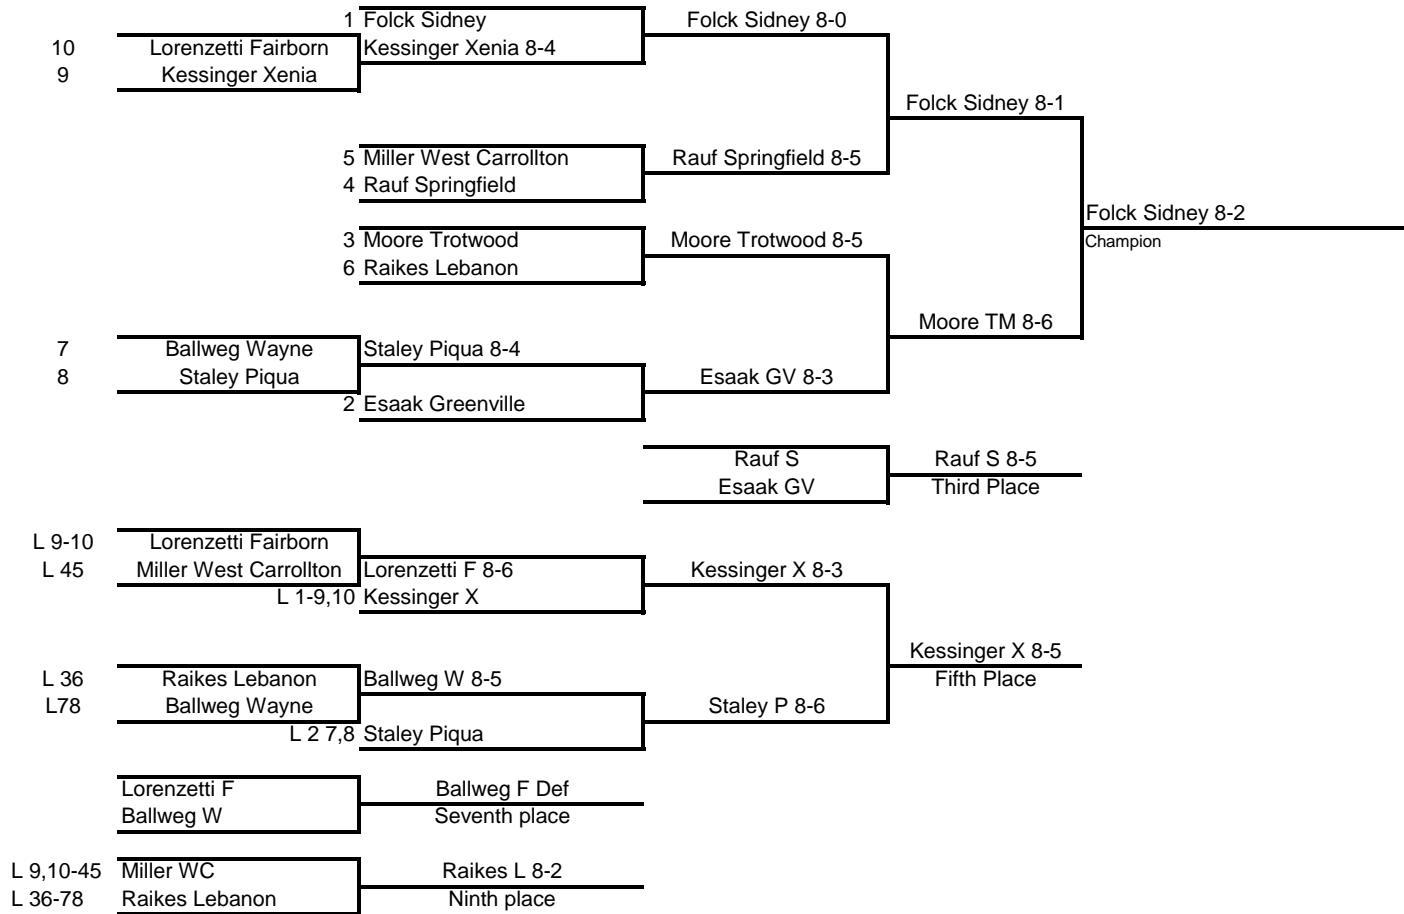 1 Folck Sidney Folck Sidney 8-0
10 Lorenzetti Fairborn Kessinger Xenia 8-4
9 Kessinger Xenia
Folck Sidney 8-1
5 Miller West Carrollton Rauf Springfield 8-5
4 Rauf Springfield
Folck Sidney 8-2
3 Moore Trotwood Moore Trotwood 8-5 Champion
6 Raikes Lebanon
Moore TM 8-6
7 Ballweg Wayne Staley Piqua 8-4
8 Staley Piqua Esaak GV 8-3
2 Esaak Greenville
Rauf S Rauf S 8-5
Esaak GV Third Place
L 9-10 Lorenzetti Fairborn
L 45 Miller West Carrollton Lorenzetti F 8-6 Kessinger X 8-3
L 1-9,10 Kessinger X
Kessinger X 8-5
L 36 Raikes Lebanon Ballweg W 8-5 Fifth Place
L78 Ballweg Wayne Staley P 8-6
L 2 7,8 Staley Piqua
Lorenzetti F Ballweg F Def
Ballweg W Seventh place
L 9,10-45 Miller WC Raikes L 8-2
L 36-78 Raikes Lebanon Ninth place